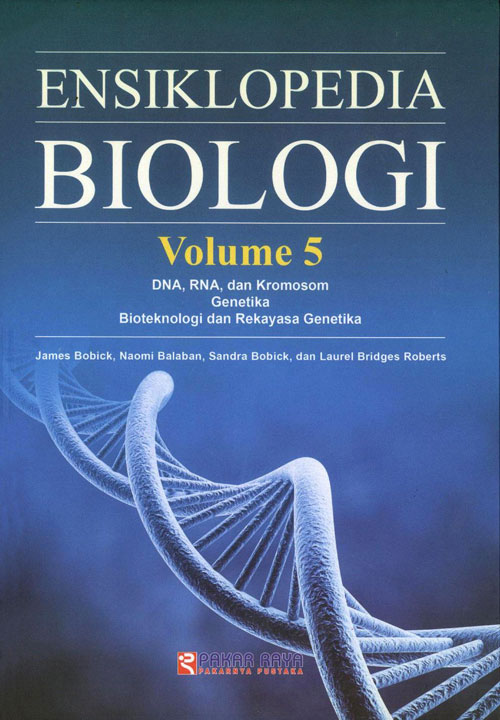 ENSIKLOPEDIA
BIOLOGI
Volume 5
DNA, RNA, dan Kromosom
Genetika
Bioteknologi dan Rekayasa Genetika
James Bobick, Naomi Balaban, Sandra Bobick, dan Laurel Bridges Roberts
PAKAR RAYA
PAKARNYA PUSTAKA